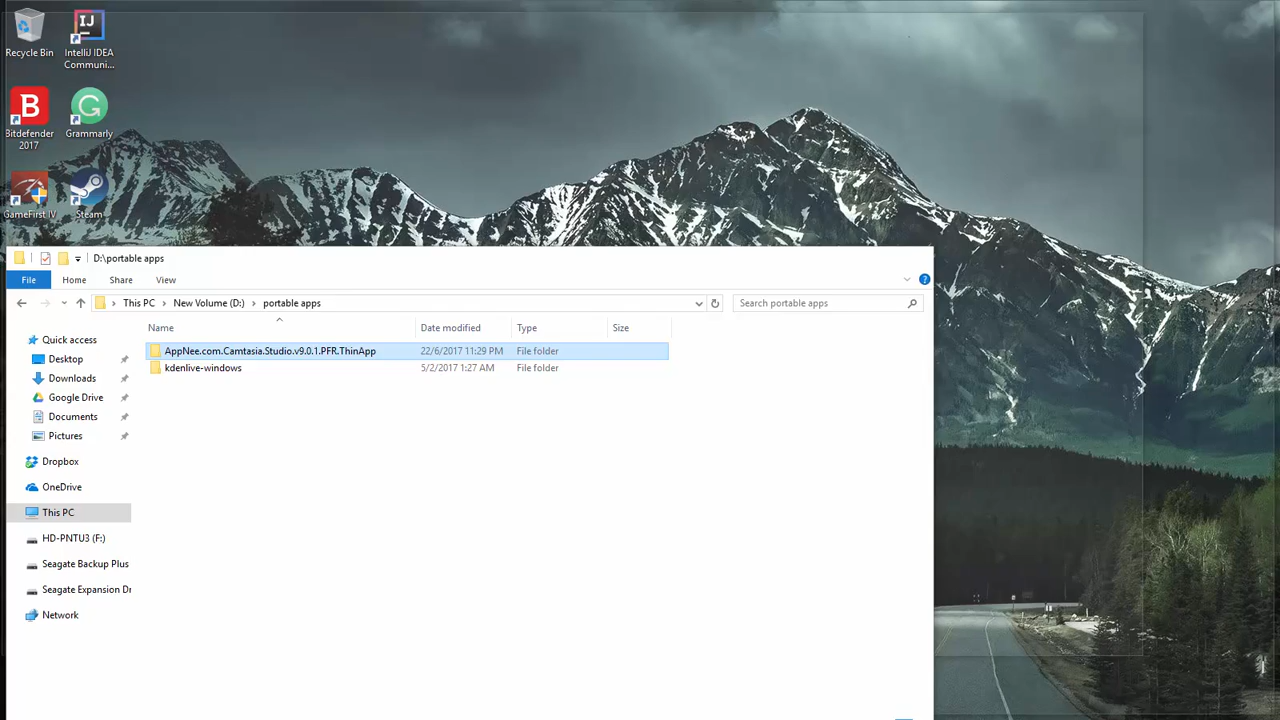 Recycle Bin
IntelliJ IDEA
Communi...
Bitdefender
2017
Grammarly
GameFirst IV
Steam
D:\portable apps
File
Home
Share
View
This PC
New Volume (D:)
portable apps
Search portable apps
Name
Date modified
Type
Size
AppNee.com.Camtasia.Studio.v9.0.1.PFR.ThinApp
22/6/2017 11:29 PM
File folder
kdenlive-windows
5/2/2017 1:27 AM
File folder
Quick access
Desktop
Downloads
Google Drive
Documents
Pictures
Dropbox
OneDrive
This PC
HD-PNTU3 (F:)
Seagate Backup Plus
Seagate Expansion Dr
Network